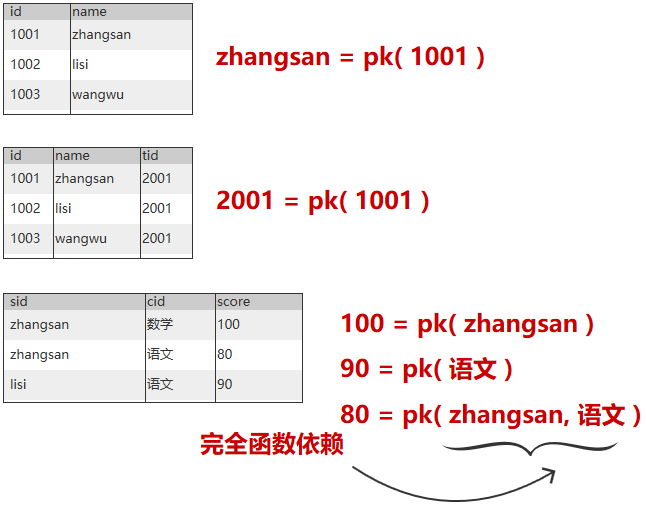 id name
1001 zhangsan
1002 lisi
1003 wangwu
zhangsan = pk( 1001 )
id name tid
1001 zhangsan 2001
1002 lisi 2001
1003 wangwu 2001
2001 = pk( 1001 )
sid cid score
zhangsan 数学 100
zhangsan 语文 80
lisi 语文 90
100 = pk( zhangsan )
90 = pk( 语文 )
80 = pk( zhangsan, 语文 )
完全函数依赖